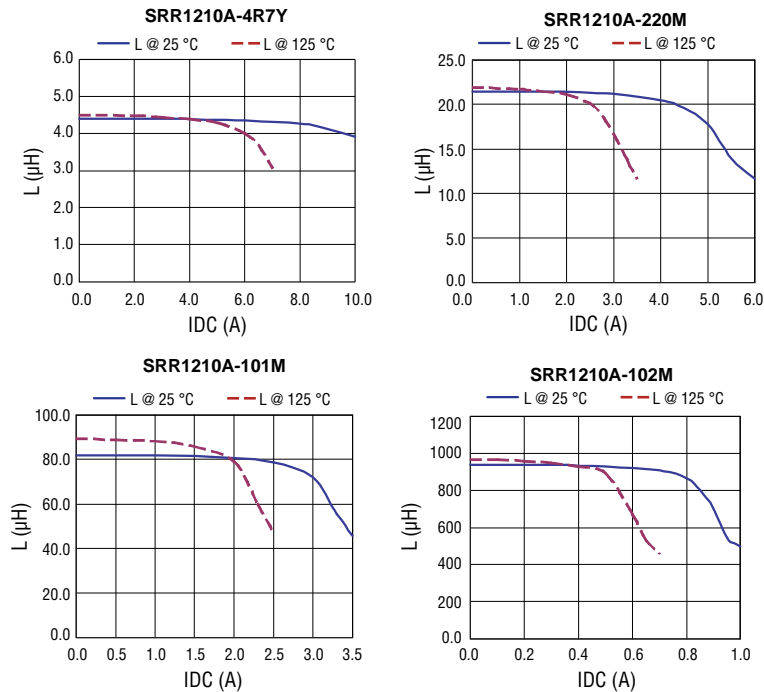 SRR1210A-4R7Y
L @ 25 °C L @ 125 °C
6.0
5.0
4.0
3.0
2.0
1.0
0.0
L (µH)
0.0 2.0 4.0 6.0 8.0 10.0
IDC (A)
SRR1210A-220M
L @ 25 °C L @ 125 °C
25.0
20.0
15.0
10.0
5.0
0.0
L (µH)
0.0 1.0 2.0 3.0 4.0 5.0 6.0
IDC (A)
SRR1210A-101M
L @ 25 °C L @ 125 °C
100.0
80.0
60.0
40.0
20.0
0.0
L (µH)
0.0 0.5 1.0 1.5 2.0 2.5 3.0 3.5
IDC (A)
SRR1210A-102M
L @ 25 °C L @ 125 °C
1200
1000
800
600
400
200
0.0
L (µH)
0.0 0.2 0.4 0.6 0.8 1.0
IDC (A)